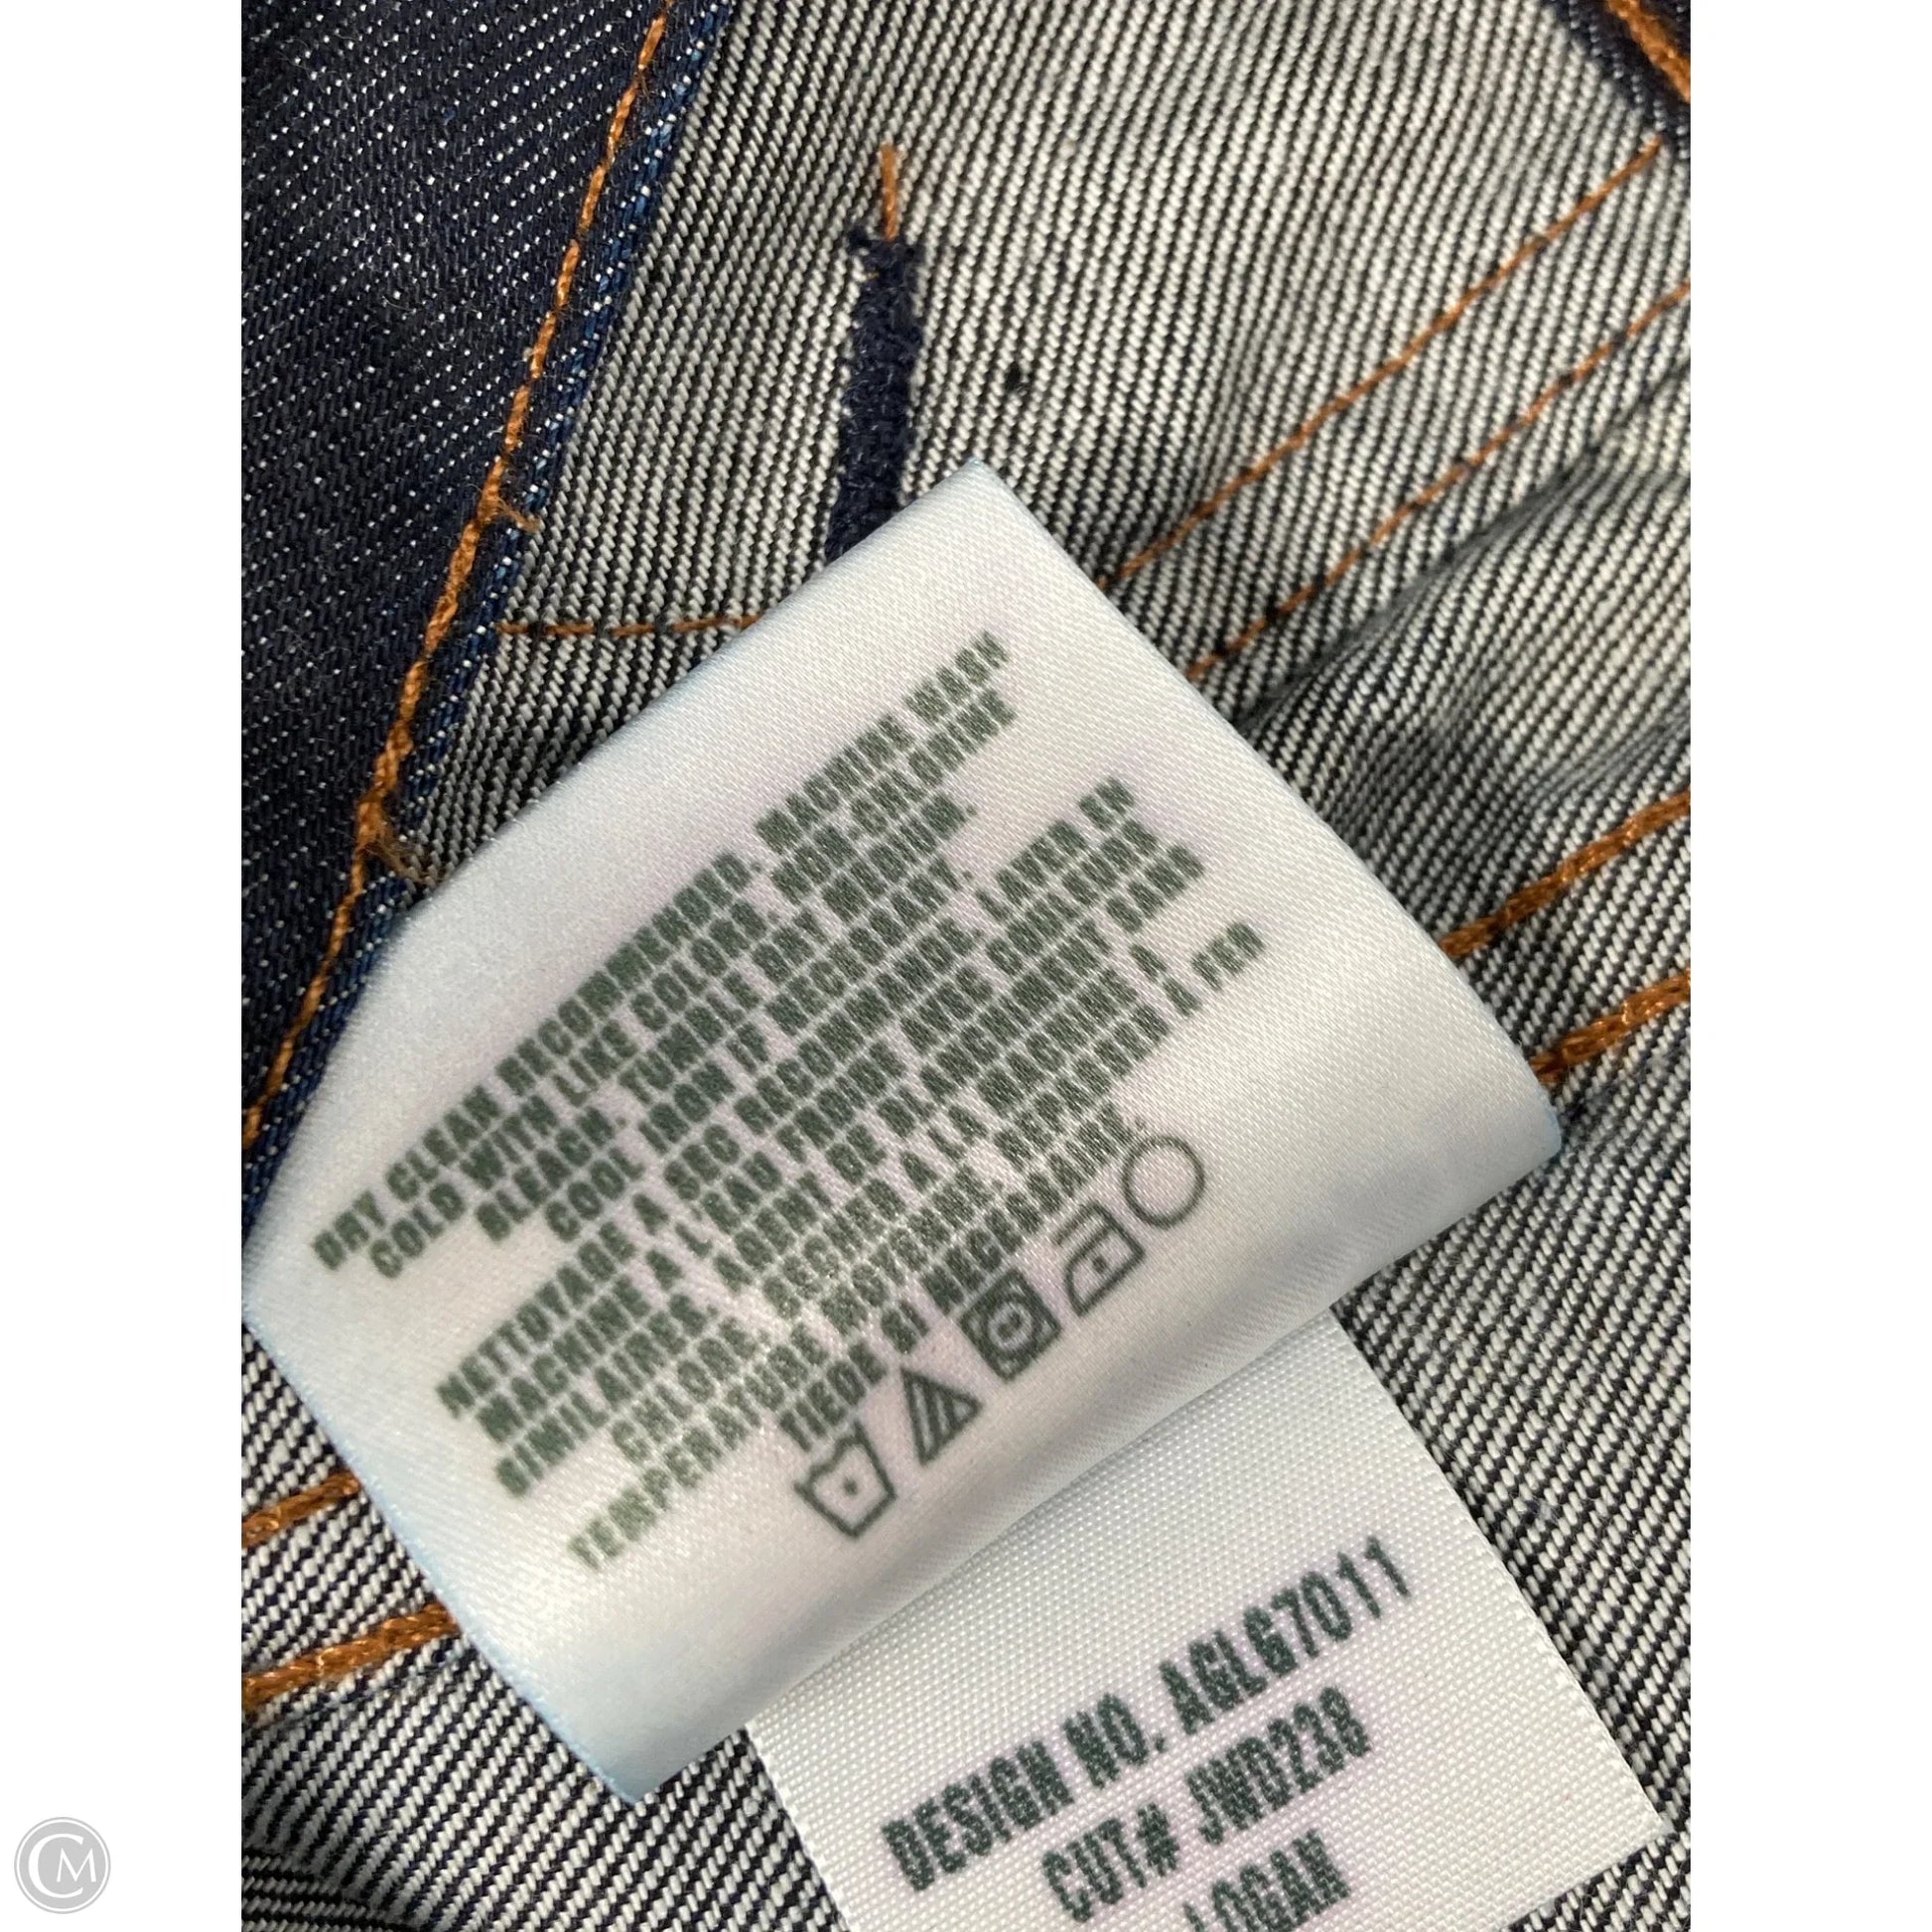 DRY CLEAN RECOMMENDED. MACHINE WASH
COLD WITH LIKE COLORS. NON-CHLORINE
BLEACH. TUMBLE DRY MEDIUM.
COOL IRON IF NECESSARY.
NETTOYAGE A SEC RECOMMANDE. LAVER EN
MACHINE A L'EAU FROIDE AVEC COULEURS
SIMILAIRES. AGENT DE BLANCHIMENT SANS
CHLORE. SECHER A LA MACHINE A
TEMPERATURE MOYENNE. REPASSER A FER
TIEDE SI NECESSAIRE.
DESIGN NO. AGLG7011
CUT# JWD238
LOGAN
CM